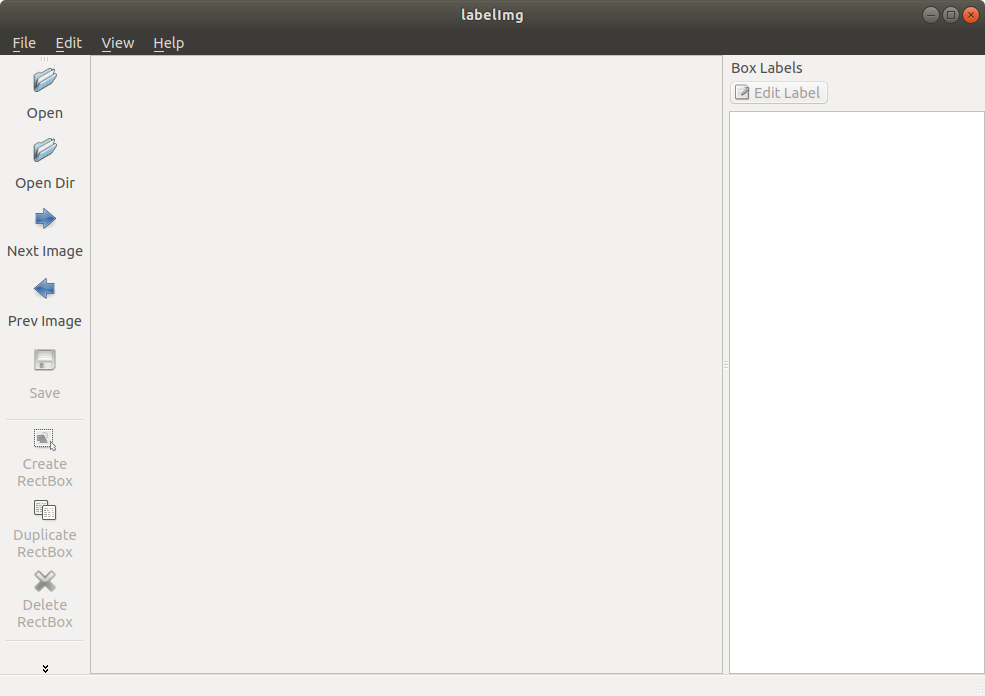 labelImg
File Edit View Help
Open
Open Dir
Next Image
Prev Image
Save
Create
RectBox
Duplicate
RectBox
Delete
RectBox
Box Labels
Edit Label